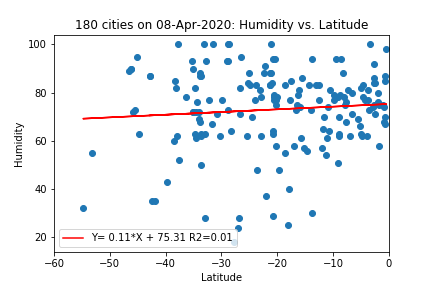 180 cities on 08-Apr-2020: Humidity vs. Latitude
100
80
60
40
20
Humidity
Y= 0.11*X + 75.31 R2=0.01
−60 −50 −40 −30 −20 −10 0
Latitude